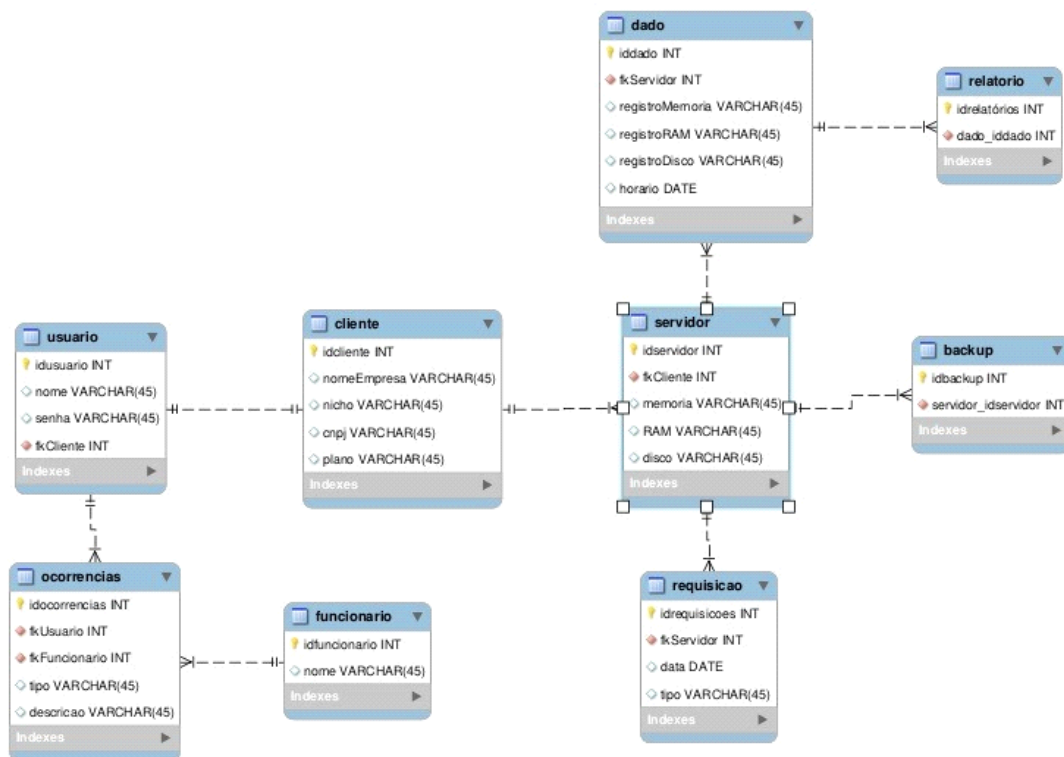 dado
iddado INT
fkServidor INT
registroMemoria VARCHAR(45)
registroRAM VARCHAR(45)
registroDisco VARCHAR(45)
horario DATE
Indexes
relatorio
idrelatórios INT
dado_iddado INT
Indexes
usuario
idusuario INT
nome VARCHAR(45)
senha VARCHAR(45)
fkCliente INT
Indexes
cliente
idcliente INT
nomeEmpresa VARCHAR(45)
nicho VARCHAR(45)
cnpj VARCHAR(45)
plano VARCHAR(45)
Indexes
servidor
idservidor INT
fkCliente INT
memoria VARCHAR(45)
RAM VARCHAR(45)
disco VARCHAR(45)
Indexes
backup
idbackup INT
servidor_idservidor INT
Indexes
ocorrencias
idocorrencias INT
fkUsuario INT
fkFuncionario INT
tipo VARCHAR(45)
descricao VARCHAR(45)
Indexes
funcionario
idfuncionario INT
nome VARCHAR(45)
Indexes
requisicao
idrequisicoes INT
fkServidor INT
data DATE
tipo VARCHAR(45)
Indexes